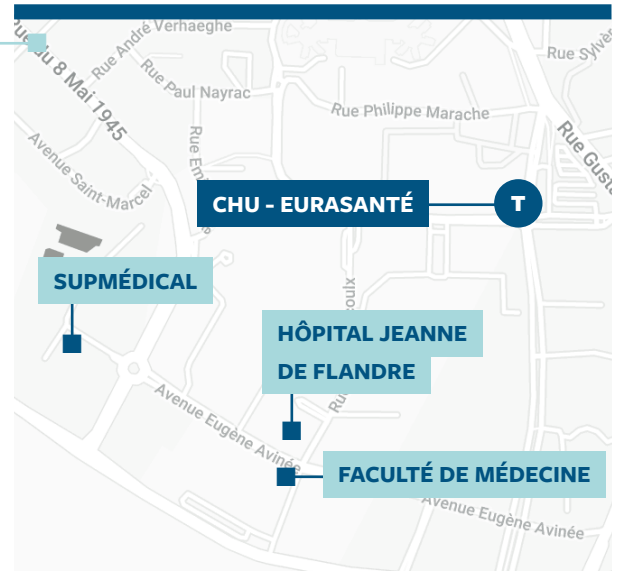 Rue André Verhaeghe
Rue du 8 Mai 1945
Rue Paul Nayrac
Rue Philippe Marache
Avenue Saint-Marcel
CHU - EURASANTÉ
T
SUPMÉDICAL
HÔPITAL JEANNE
DE FLANDRE
Avenue Eugène Avinée
FACULTÉ DE MÉDECINE
Avenue Eugène Avinée